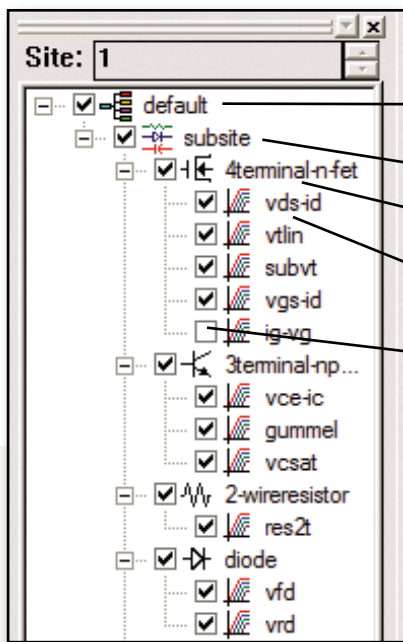 Site: 1
default
subsite
4terminal-n-fet
vds-id
vtlin
subvt
vgs-id
ig-vg
3terminal-np...
vce-ic
gummel
vcsat
2-wireresistor
res2t
diode
vfd
vrd